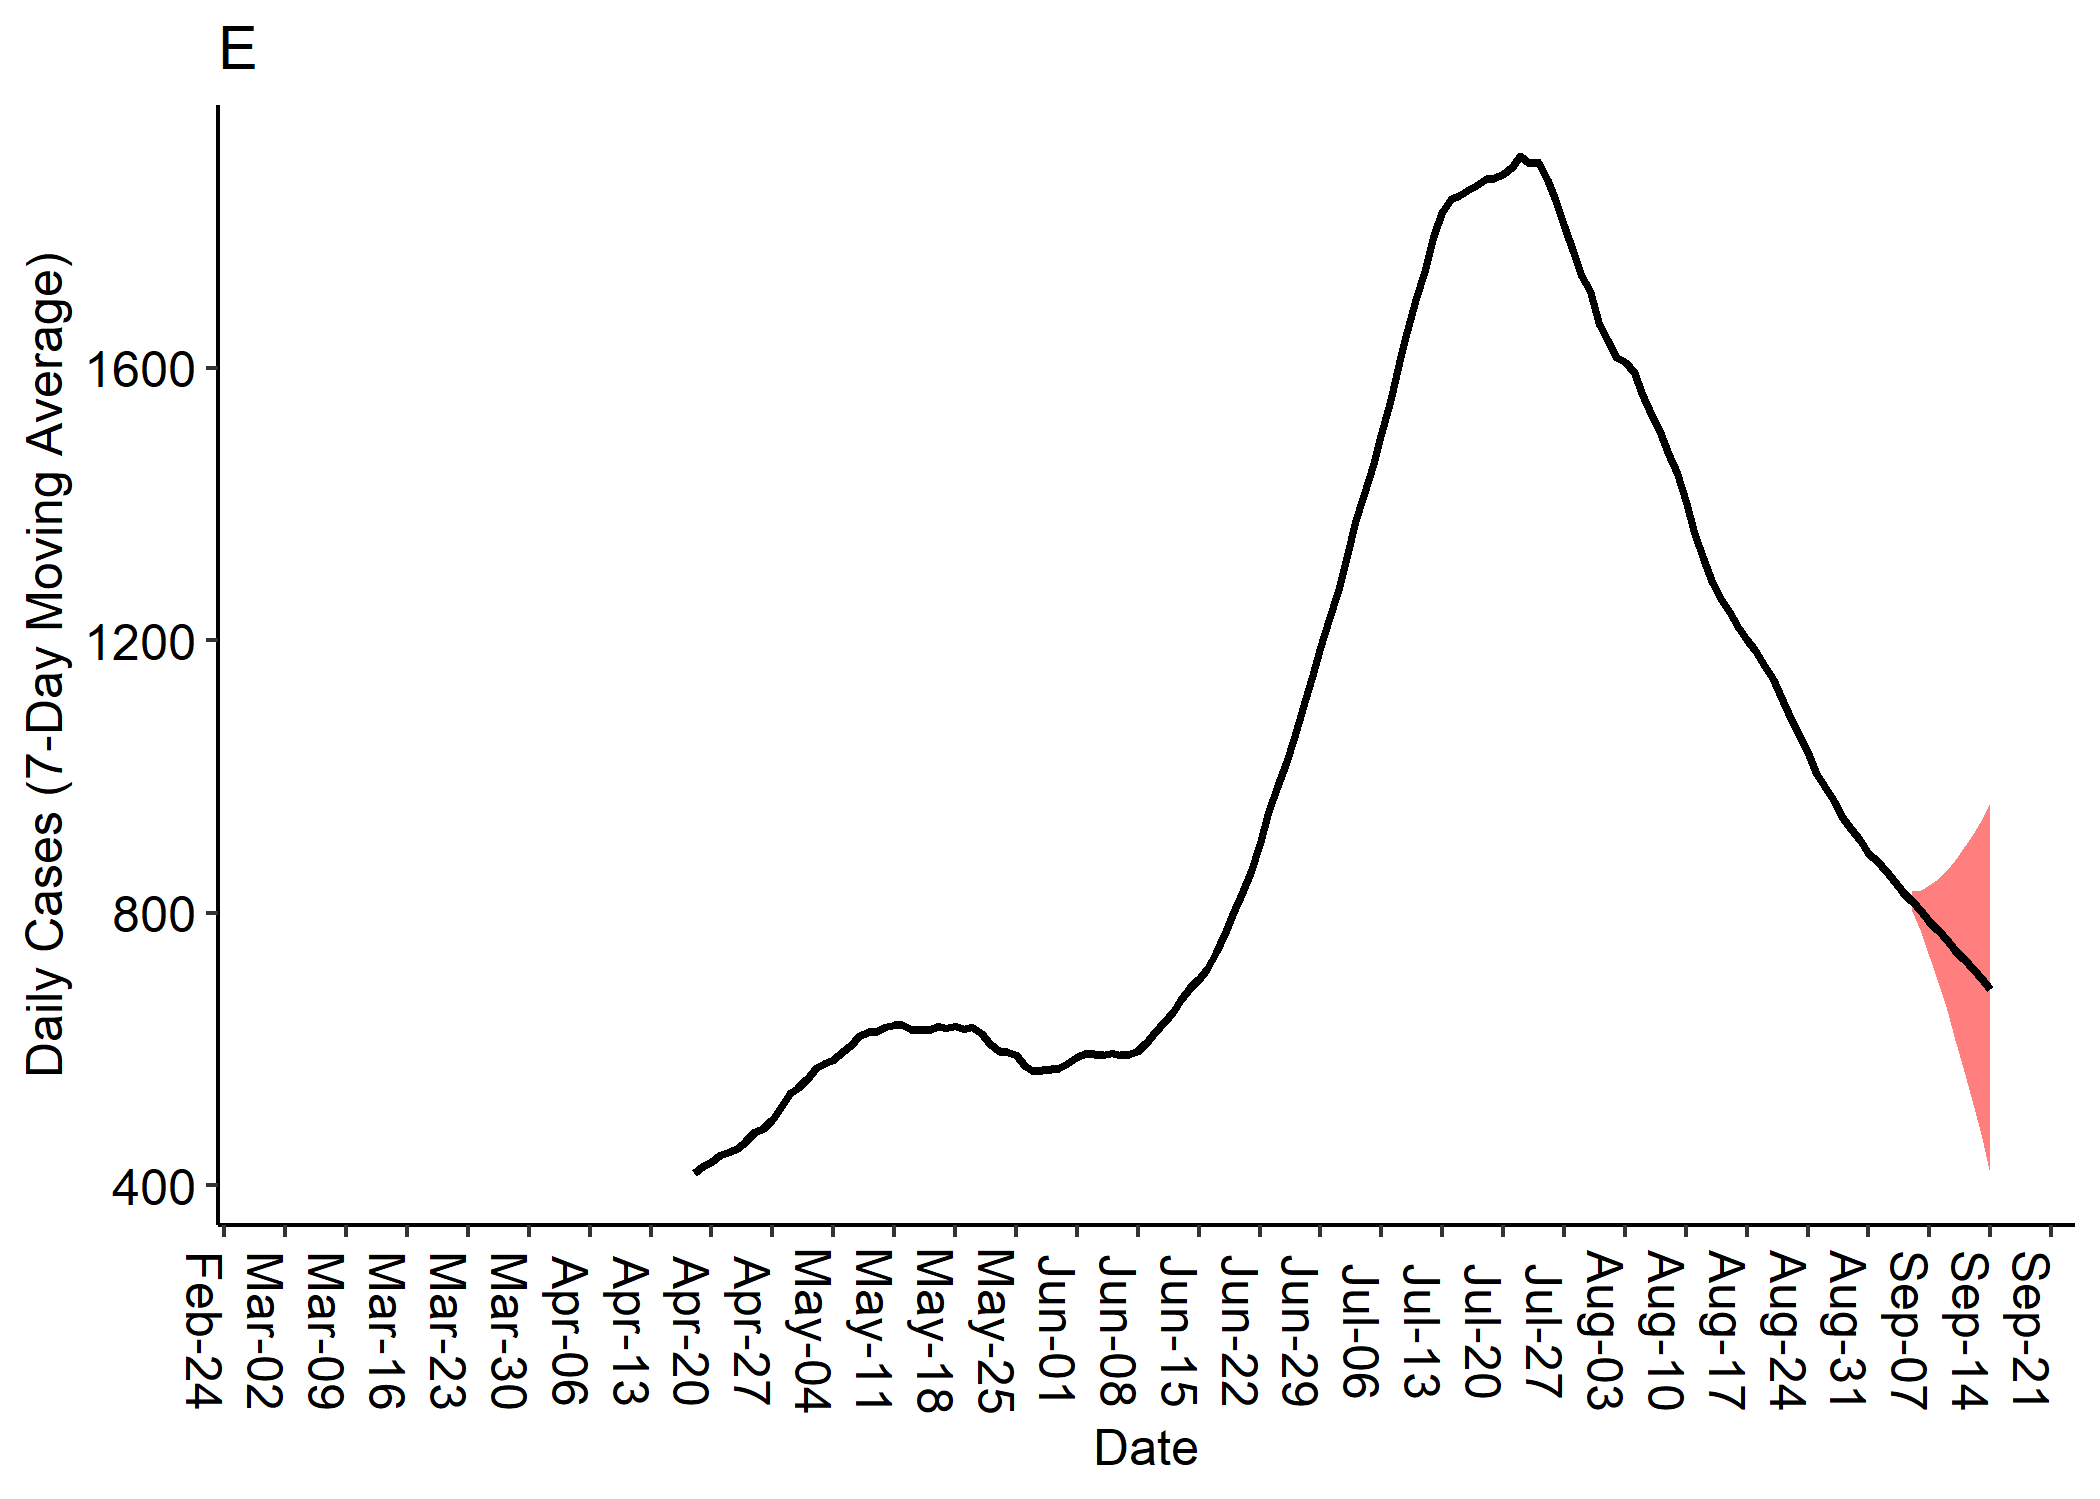 E
Daily Cases (7-Day Moving Average)
1600
1200
800
400
Feb-24
Mar-02
Mar-09
Mar-16
Mar-23
Mar-30
Apr-06
Apr-13
Apr-20
Apr-27
May-04
May-11
May-18
May-25
Jun-01
Jun-08
Jun-15
Jun-22
Jun-29
Jul-06
Jul-13
Jul-20
Jul-27
Aug-03
Aug-10
Aug-17
Aug-24
Aug-31
Sep-07
Sep-14
Sep-21
Date